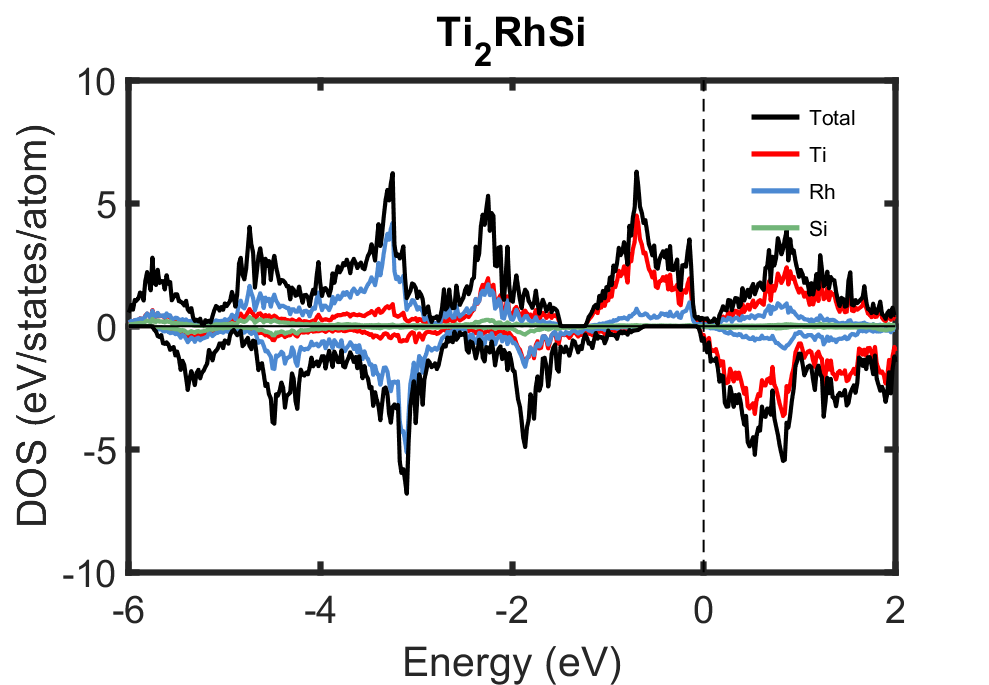 Ti2RhSi
DOS (eV/states/atom)
10
5
0
-5
-10
Total
Ti
Rh
Si
-6 -4 -2 0 2
Energy (eV)